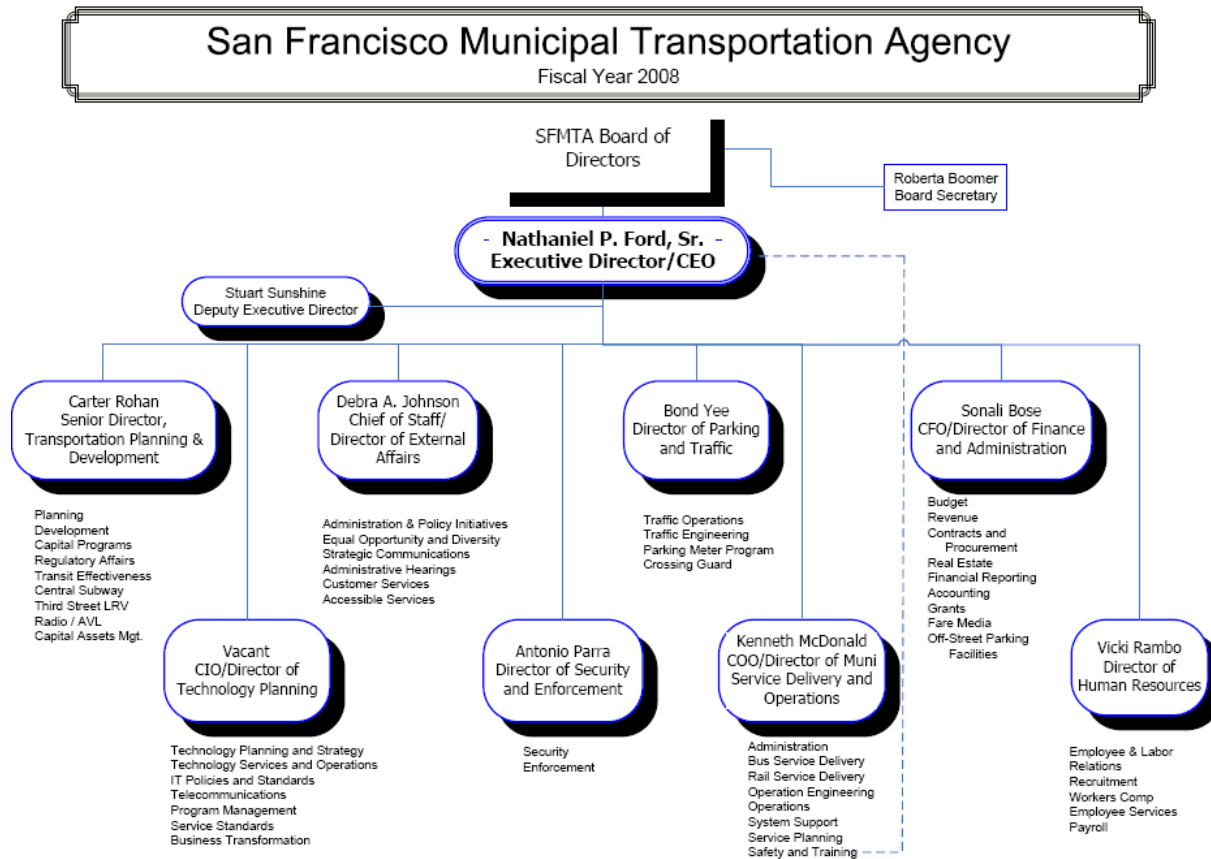 San Francisco Municipal Transportation Agency
Fiscal Year 2008
SFMTA Board of
Directors
Roberta Boomer
Board Secretary
- Nathaniel P. Ford, Sr. -
Executive Director/CEO
Stuart Sunshine
Deputy Executive Director
Carter Rohan
Senior Director,
Transportation Planning &
Development
Planning
Development
Capital Programs
Regulatory Affairs
Transit Effectiveness
Central Subway
Third Street LRV
Radio / AVL
Capital Assets Mgt.
Debra A. Johnson
Chief of Staff/
Director of External
Affairs
Administration & Policy Initiatives
Equal Opportunity and Diversity
Strategic Communications
Administrative Hearings
Customer Services
Accessible Services
Bond Yee
Director of Parking
and Traffic
Traffic Operations
Traffic Engineering
Parking Meter Program
Crossing Guard
Sonali Bose
CFO/Director of Finance
and Administration
Budget
Revenue
Contracts and
Procurement
Real Estate
Financial Reporting
Accounting
Grants
Fare Media
Off-Street Parking
Facilities
Vacant
CIO/Director of
Technology Planning
Technology Planning and Strategy
Technology Services and Operations
IT Policies and Standards
Telecommunications
Program Management
Service Standards
Business Transformation
Antonio Parra
Director of Security
and Enforcement
Security
Enforcement
Kenneth McDonald
COO/Director of Muni
Service Delivery and
Operations
Administration
Bus Service Delivery
Rail Service Delivery
Operation Engineering
Operations
System Support
Service Planning
Safety and Training
Vicki Rambo
Director of
Human Resources
Employee & Labor
Relations
Recruitment
Workers Comp
Employee Services
Payroll